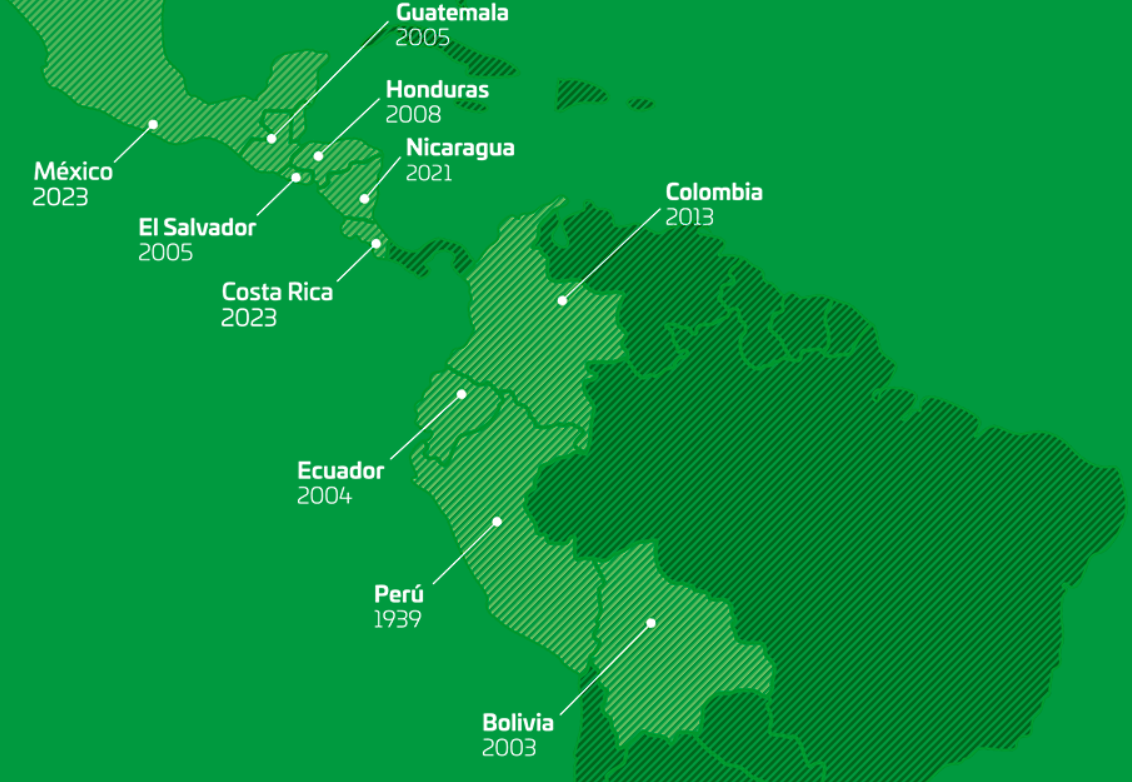 Guatemala
2005
Honduras
2008
Nicaragua
2021
México
2023
El Salvador
2005
Colombia
2013
Costa Rica
2023
Ecuador
2004
Perú
1939
Bolivia
2003